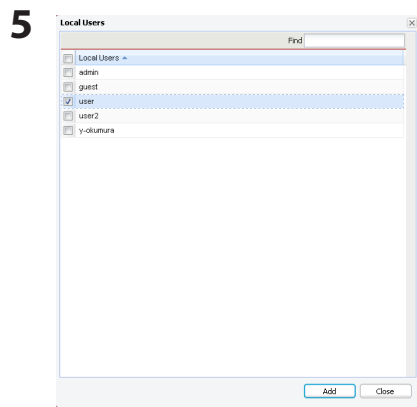 5
Local Users
Find
Local Users
admin
guest
user
user2
y-okumura
Add Close